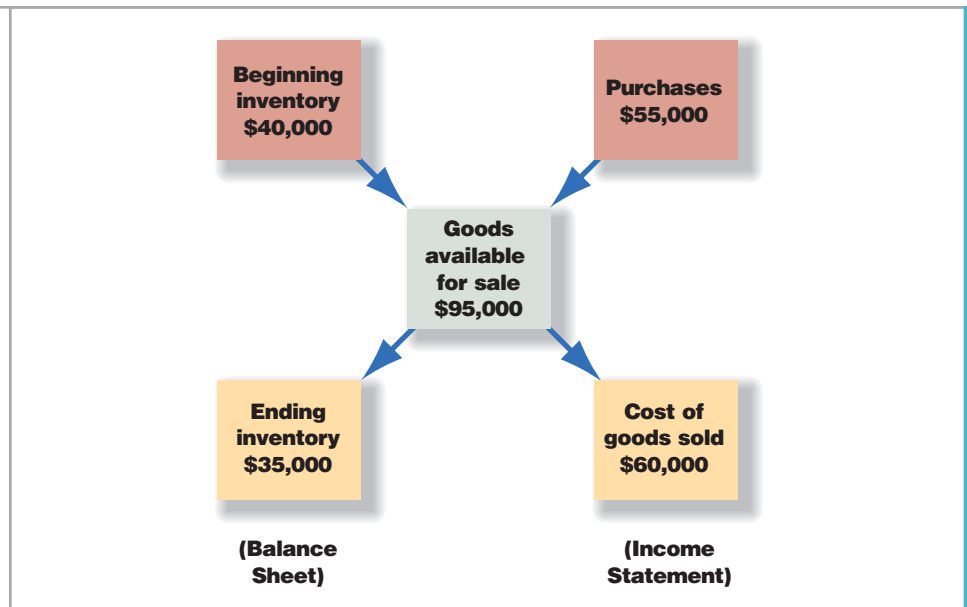 Beginning
inventory
$40,000
Purchases
$55,000
Goods
available
for sale
$95,000
Ending
inventory
$35,000
Cost of
goods sold
$60,000
(Balance
Sheet)
(Income
Statement)